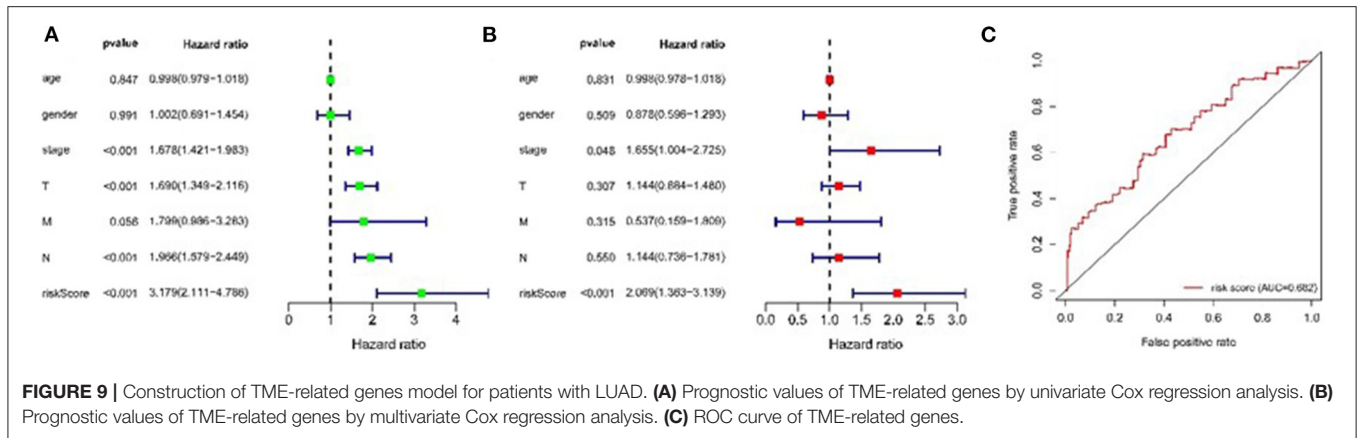 A
pvalue Hazard ratio
age 0.847 0.998(0.979−1.018)
gender 0.991 1.002(0.691−1.454)
stage <0.001 1.678(1.421−1.983)
T <0.001 1.690(1.349−2.116)
M 0.056 1.799(0.986−3.283)
N <0.001 1.966(1.579−2.449)
riskScore <0.001 3.179(2.111−4.786)
0 1 2 3 4
Hazard ratio
B
pvalue Hazard ratio
age 0.831 0.998(0.978−1.018)
gender 0.509 0.878(0.596−1.293)
stage 0.048 1.655(1.004−2.725)
T 0.307 1.144(0.884−1.480)
M 0.315 0.537(0.159−1.809)
N 0.550 1.144(0.736−1.781)
riskScore <0.001 2.069(1.363−3.139)
0.0 0.5 1.0 1.5 2.0 2.5 3.0
Hazard ratio
C
True positive rate
1.0
0.8
0.6
0.4
0.2
0.0
risk score (AUC=0.682)
0.0 0.2 0.4 0.6 0.8 1.0
False positive rate
FIGURE 9 | Construction of TME-related genes model for patients with LUAD. (A) Prognostic values of TME-related genes by univariate Cox regression analysis. (B)
Prognostic values of TME-related genes by multivariate Cox regression analysis. (C) ROC curve of TME-related genes.